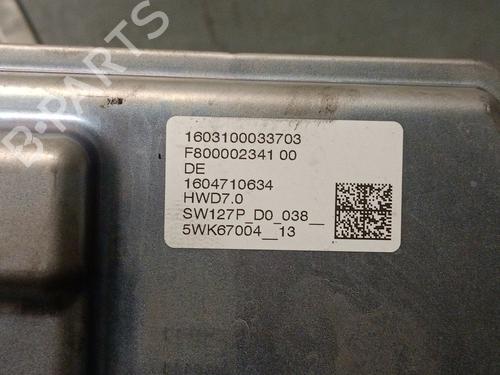 B-PARTS
1603100033703
F800002341 00
DE
1604710634
HWD7.0
SW127P_D0_038__
5WK67004__13